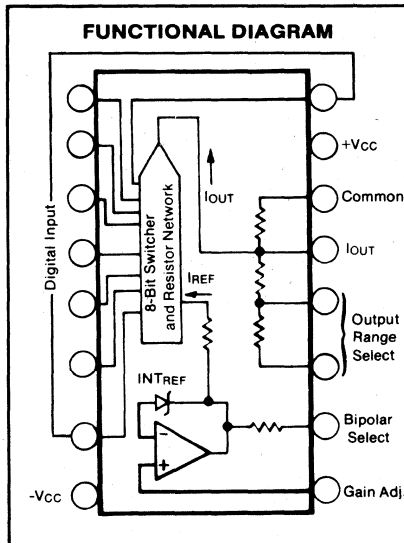 FUNCTIONAL DIAGRAM
Digital Input
8-Bit Switcher
and Resistor Network
IOUT
IREF
INTREF
-
+
+VCC
Common
IOUT
Output
Range
Select
Bipolar
Select
Gain Adj.
-VCC